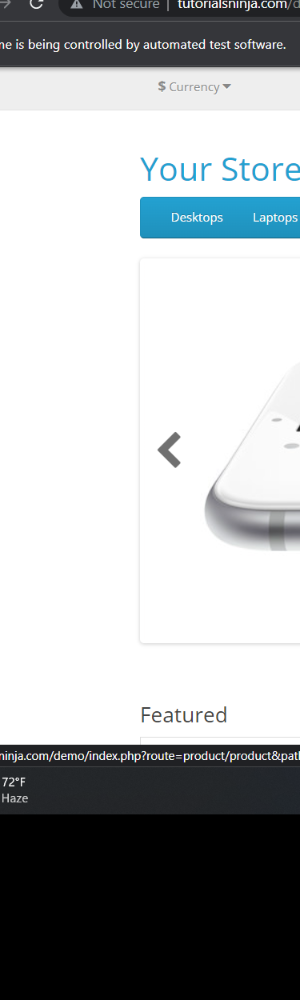 Not secure | tutorialsninja.com/d
me is being controlled by automated test software.
$ Currency
Your Store
Desktops Laptops
Featured
ninja.com/demo/index.php?route=product/product&path
72°F
Haze